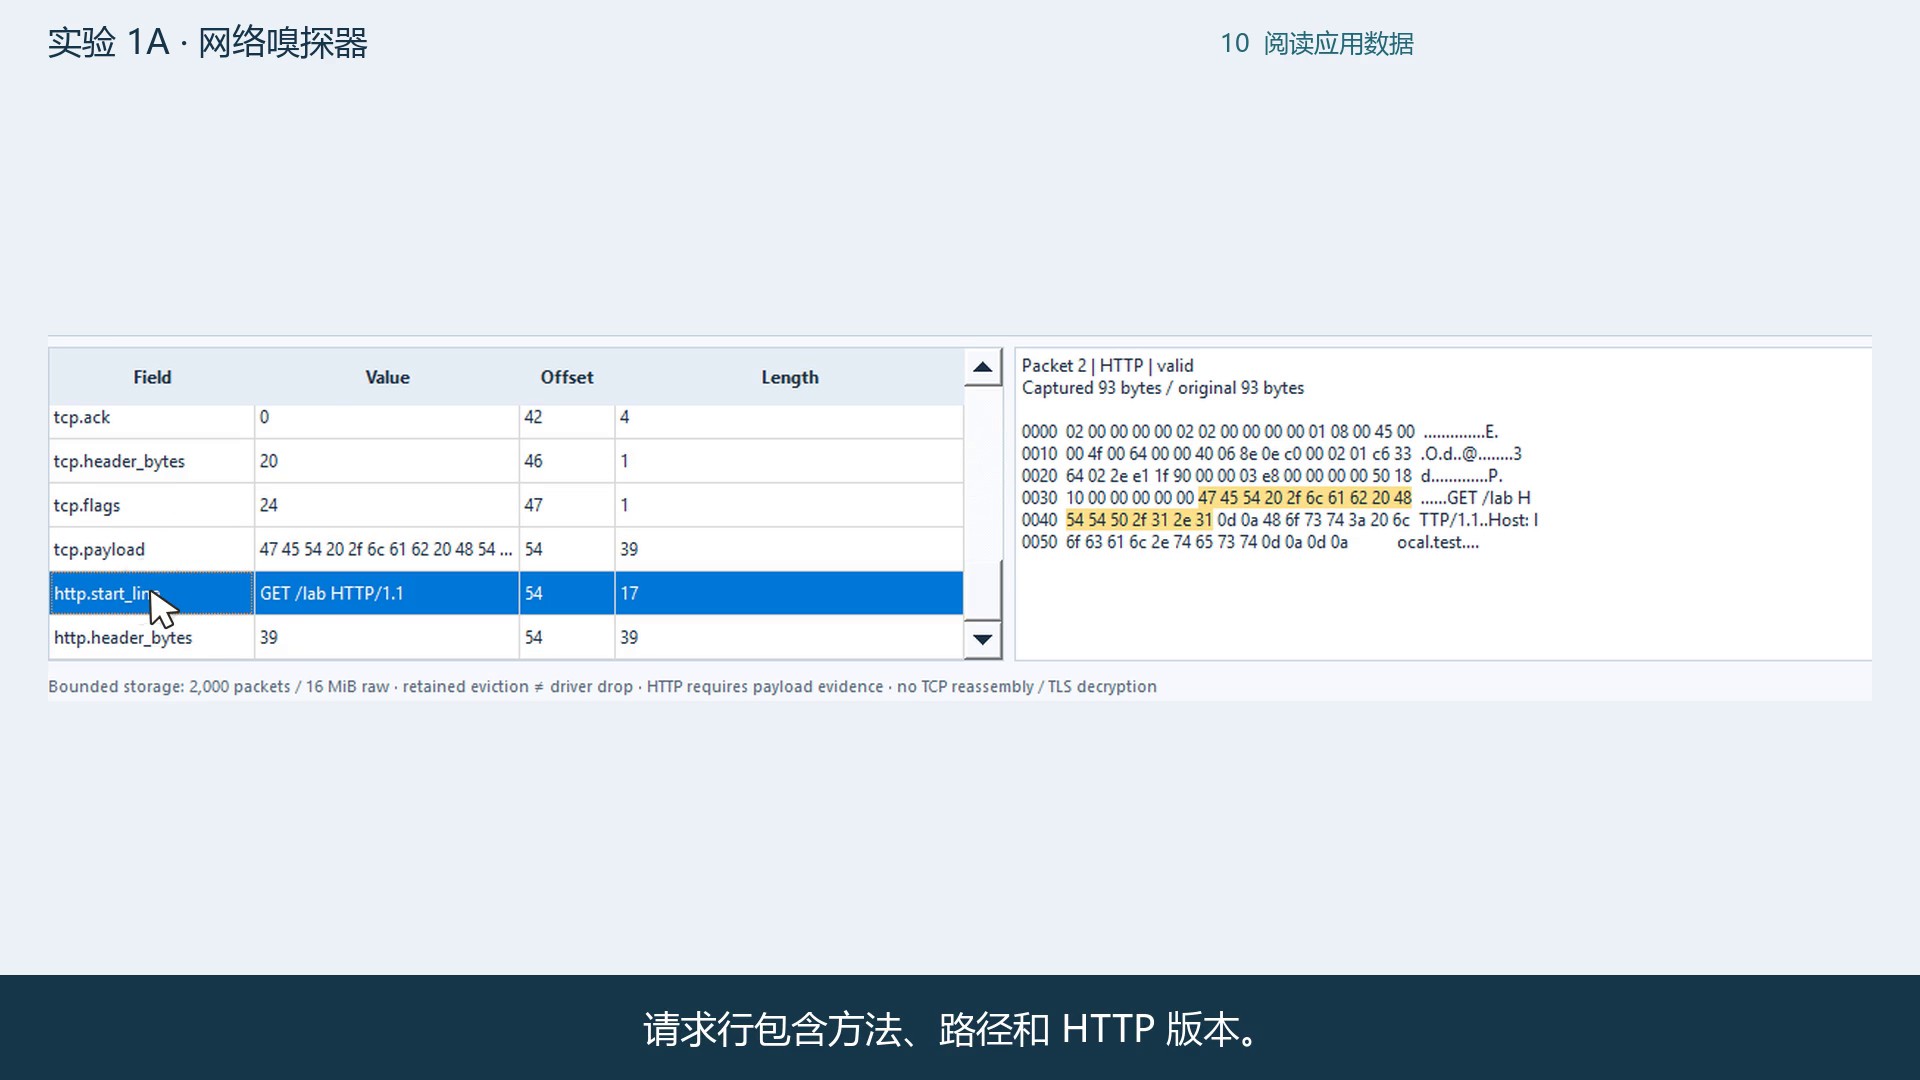 实验 1A · 网络嗅探器
10 阅读应用数据
Field Value Offset Length
tcp.ack 0 42 4
tcp.header_bytes 20 46 1
tcp.flags 24 47 1
tcp.payload 47 45 54 20 2f 6c 61 62 20 48 54 ... 54 39
http.start_lin GET /lab HTTP/1.1 54 17
http.header_bytes 39 54 39
Packet 2 | HTTP | valid
Captured 93 bytes / original 93 bytes
0000 02 00 00 00 00 02 02 00 00 00 00 01 08 00 45 00 ..............E.
0010 00 4f 00 64 00 00 40 06 8e 0e c0 00 02 01 c6 33 .O.d..@........3
0020 64 02 2e e1 1f 90 00 00 03 e8 00 00 00 00 50 18 d.............P.
0030 10 00 00 00 00 00 47 45 54 20 2f 6c 61 62 20 48 ......GET /lab H
0040 54 54 50 2f 31 2e 31 0d 0a 48 6f 73 74 3a 20 6c TTP/1.1..Host: l
0050 6f 63 61 6c 2e 74 65 73 74 0d 0a 0d 0a ocal.test....
Bounded storage: 2,000 packets / 16 MiB raw · retained eviction ≠ driver drop · HTTP requires payload evidence · no TCP reassembly / TLS decryption
请求行包含方法、路径和 HTTP 版本。